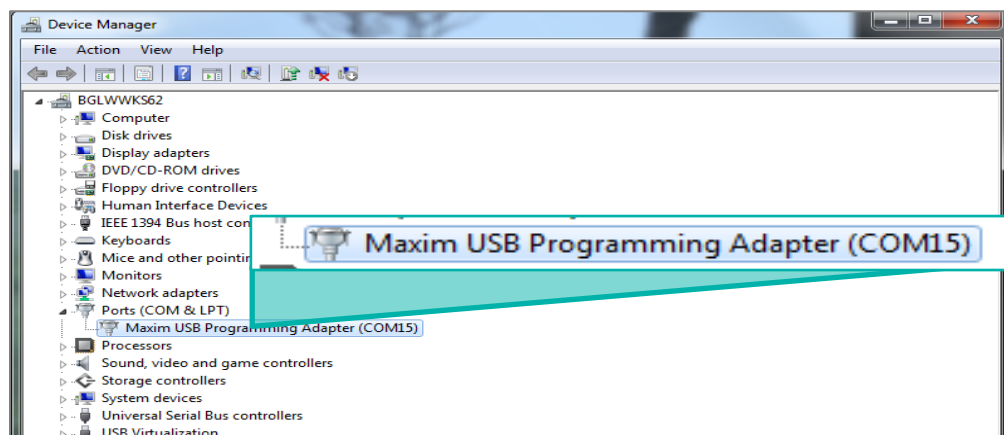 Device Manager
File Action View Help
BGLWWKS62
Computer
Disk drives
Display adapters
DVD/CD-ROM drives
Floppy drive controllers
Human Interface Devices
IEEE 1394 Bus host con
Maxim USB Programming Adapter (COM15)
Keyboards
Mice and other pointin
Monitors
Network adapters
Ports (COM & LPT)
Maxim USB Programming Adapter (COM15)
Processors
Sound, video and game controllers
Storage controllers
System devices
Universal Serial Bus controllers
USB Virtualization